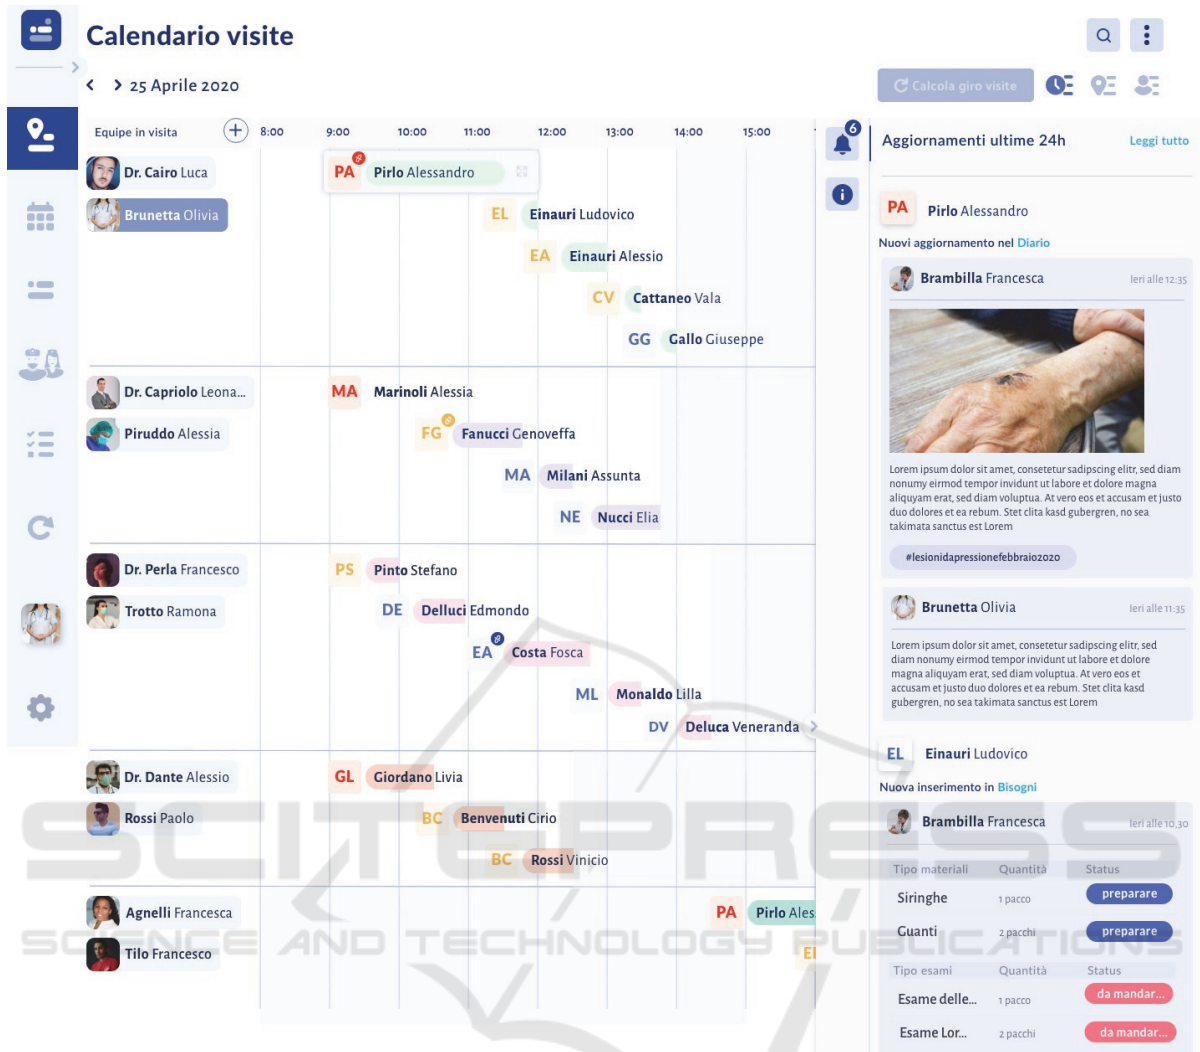 Calendario visite
25 Aprile 2020
Calcola giro visite
Equipe in visita
8:00 9:00 10:00 11:00 12:00 13:00 14:00 15:00
Dr. Cairo Luca
PA Pirlo Alessandro
Brunetta Olivia
EL Einauri Ludovico
EA Einauri Alessio
CV Cattaneo Vala
GG Gallo Giuseppe
Dr. Capriolo Leona...
MA Marinoli Alessia
Piruddo Alessia
FG Fanucci Genoveffa
MA Milani Assunta
NE Nucci Elia
Dr. Perla Francesco
PS Pinto Stefano
Trotto Ramona
DE Delluci Edmondo
EA Costa Fosca
ML Monaldo Lilla
DV Deluca Veneranda
Dr. Dante Alessio
GL Giordano Livia
Rossi Paolo
BC Benvenuti Cirio
BC Rossi Vinicio
Agnelli Francesca
PA Pirlo Ales
Tilo Francesco
6
Aggiornamenti ultime 24h
Leggi tutto
PA Pirlo Alessandro
Nuovi aggiornamento nel Diario
Brambilla Francesca
Ieri alle 12:35
Lorem ipsum dolor sit amet, consetetur sadipscing elitr, sed diam
nonumy eirmod tempor invidunt ut labore et dolore magna
aliquyam erat, sed diam voluptua. At vero eos et accusam et justo
duo dolores et ea rebum. Stet clita kasd gubergren, no sea
takimata sanctus est Lorem
#lesionidapressionefebbraio2020
Brunetta Olivia
Ieri alle 11:35
Lorem ipsum dolor sit amet, consetetur sadipscing elitr, sed
diam nonumy eirmod tempor invidunt ut labore et dolore
magna aliquyam erat, sed diam voluptua. At vero eos et
accusam et justo duo dolores et ea rebum. Stet clita kasd
gubergren, no sea takimata sanctus est Lorem
EL Einauri Ludovico
Nuova inserimento in Bisogni
Brambilla Francesca
Ieri alle 10,30
Tipo materiali Quantità Status
Siringhe 1 pacco preparare
Guanti 2 pacchi preparare
Tipo esami Quantità Status
Esame delle... 1 pacco da mandar...
Esame Lor... 2 pacchi da mandar...
SCITEPRESS
SCIENCE AND TECHNOLOGY PUBLICATIONS